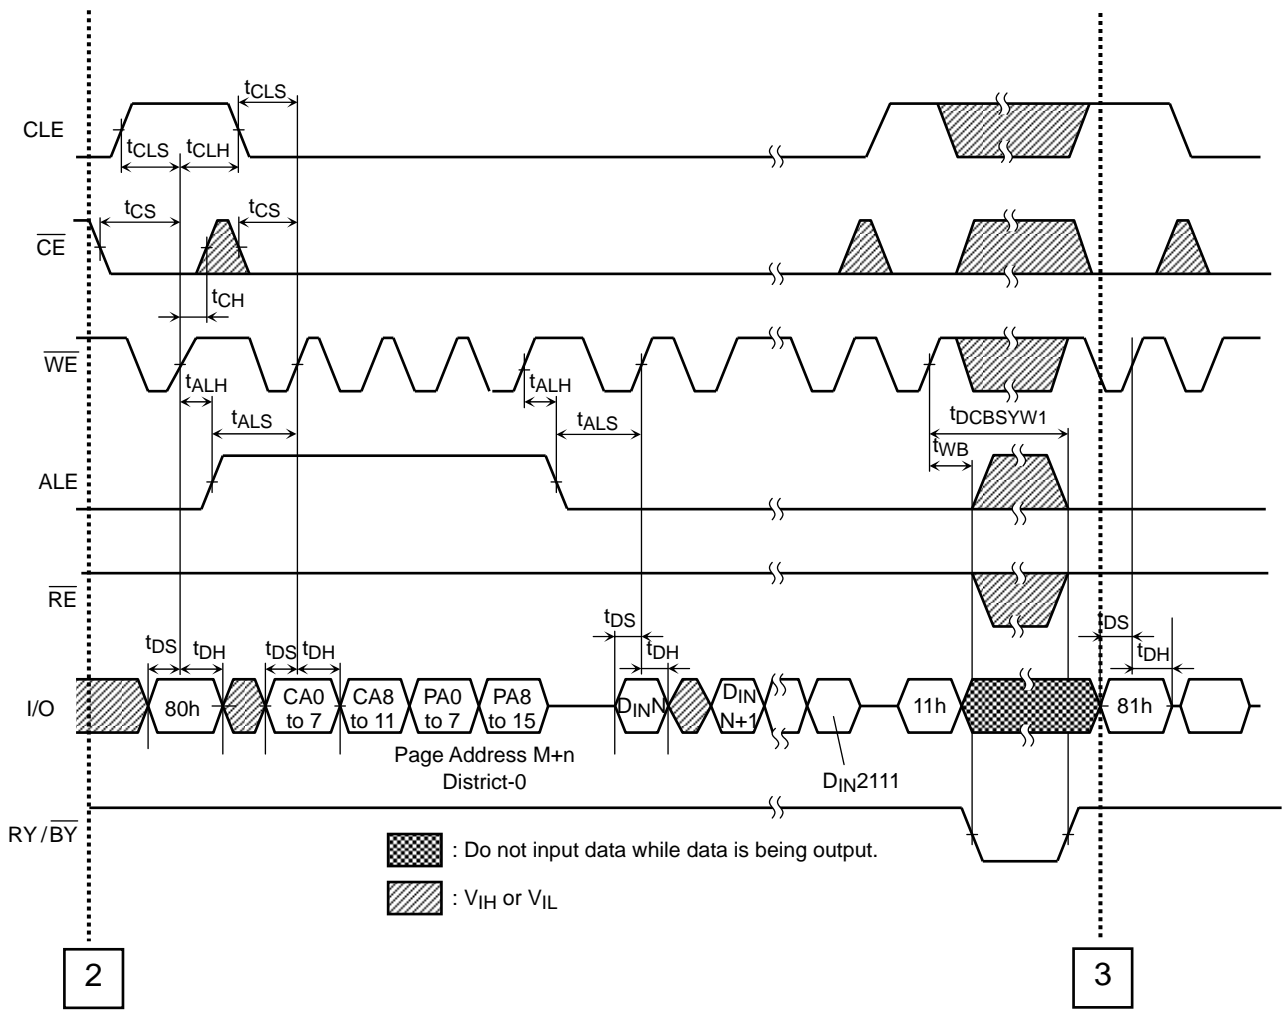 tCLS
CLE
tCLS
tCLH
tCS
tCS
CE
tCH
WE
tALH
tALH
tALS
tALS
tDCBSYW1
tWB
ALE
RE
tDS
tDS
tDH
tDS
tDH
tDH
tDH
I/O
80h
CA0 to 7
CA8 to 11
PA0 to 7
PA8 to 15
DINN
DIN N+1
11h
81h
Page Address M+n
District-0
DIN2111
RY/BY
: Do not input data while data is being output.
: VIH or VIL
2
3